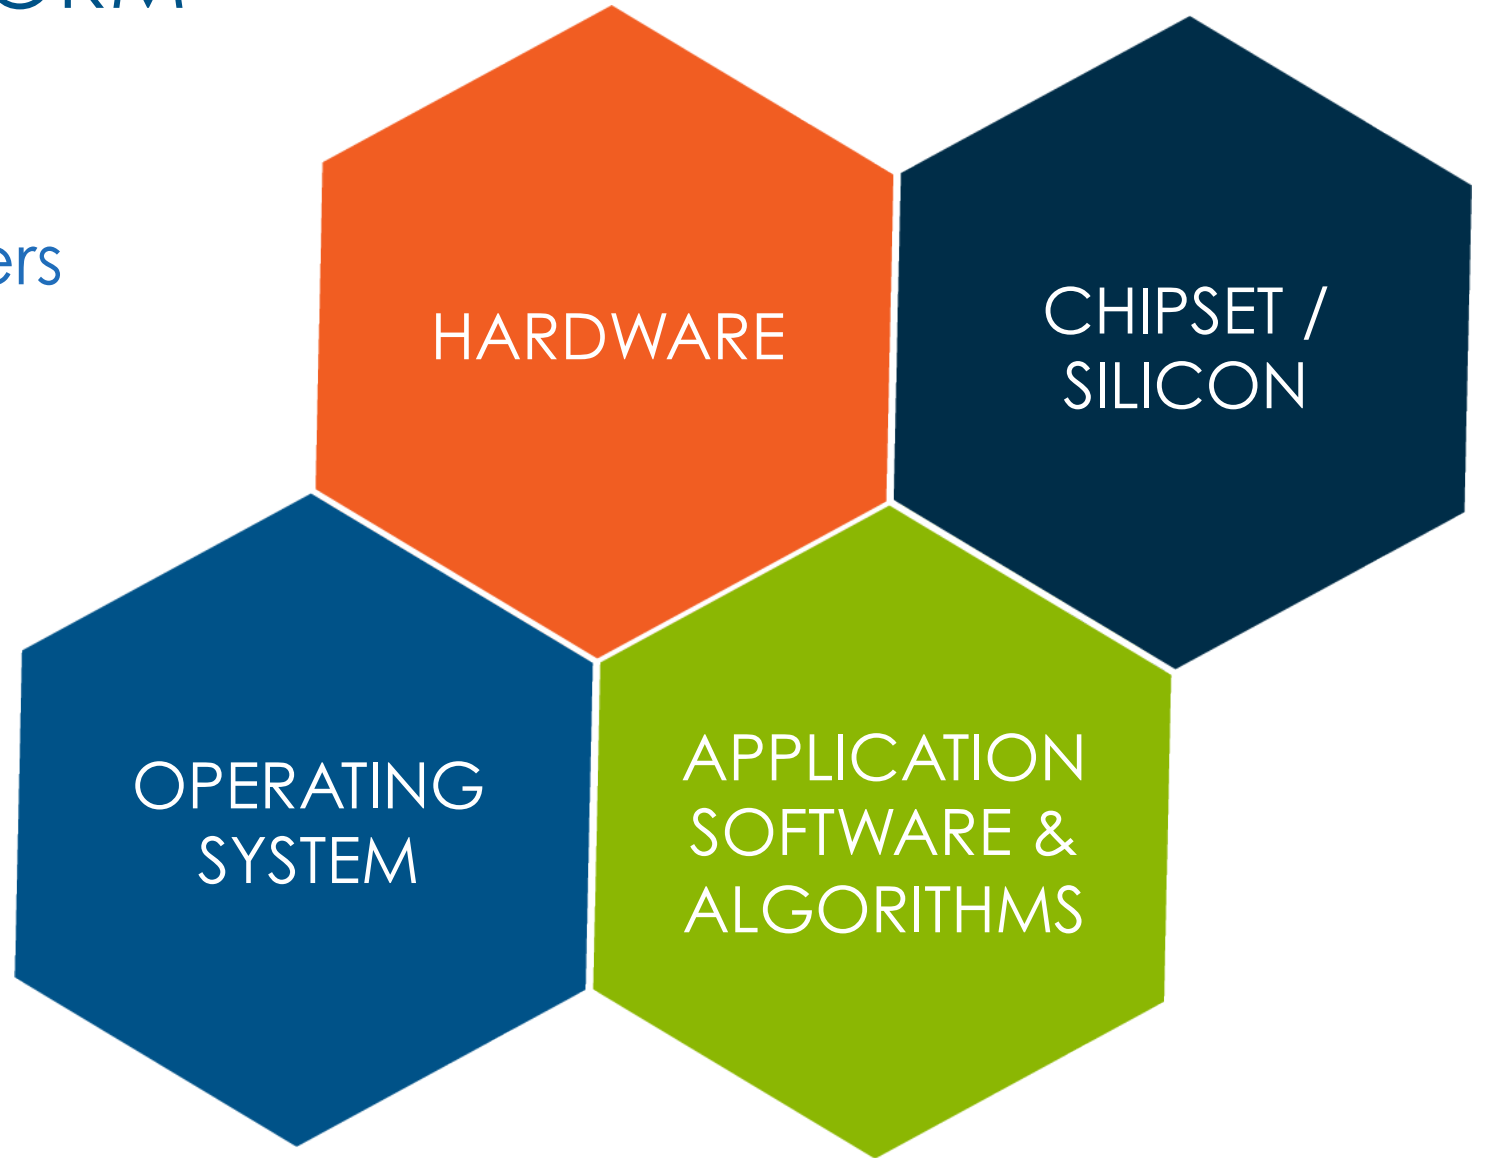 HARDWARE
CHIPSET /
SILICON
OPERATING
SYSTEM
APPLICATION
SOFTWARE &
ALGORITHMS